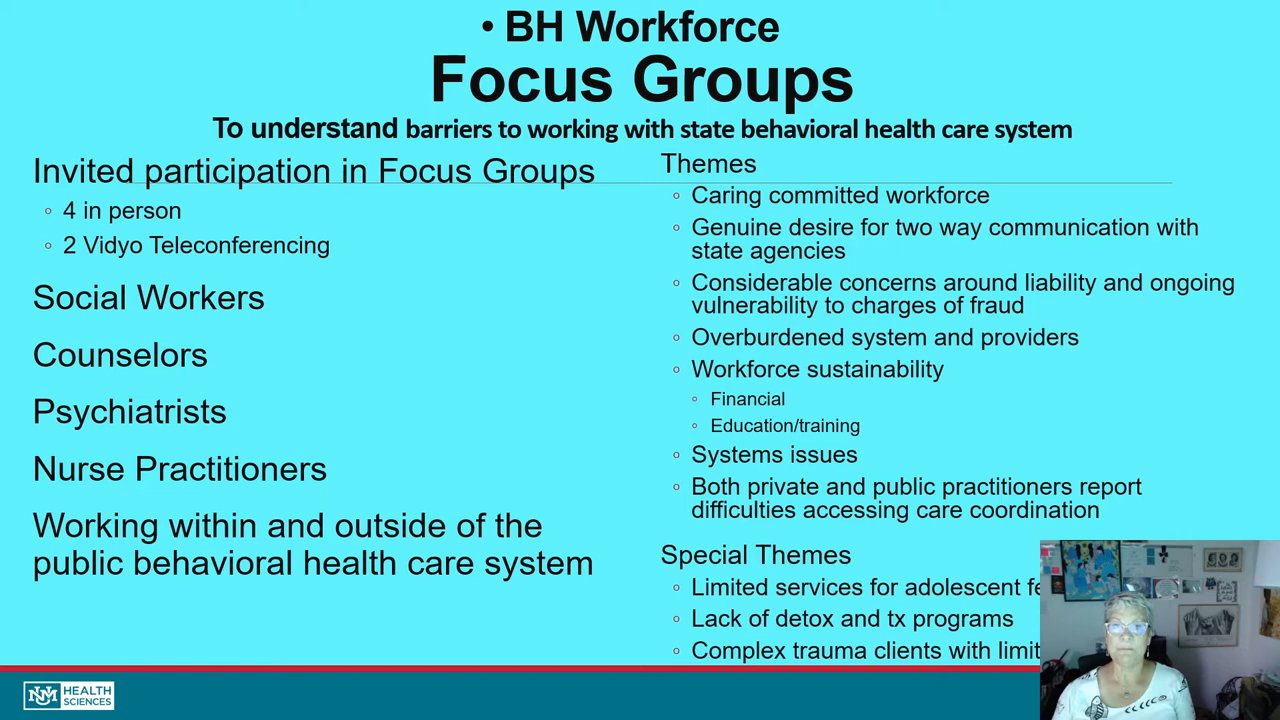 • BH Workforce
Focus Groups
To understand barriers to working with state behavioral health care system
Invited participation in Focus Groups
◦ 4 in person
◦ 2 Vidyo Teleconferencing
Social Workers
Counselors
Psychiatrists
Nurse Practitioners
Working within and outside of the
public behavioral health care system
Themes
◦ Caring committed workforce
◦ Genuine desire for two way communication with
state agencies
◦ Considerable concerns around liability and ongoing
vulnerability to charges of fraud
◦ Overburdened system and providers
◦ Workforce sustainability
◦ Financial
◦ Education/training
◦ Systems issues
◦ Both private and public practitioners report
difficulties accessing care coordination
Special Themes
◦ Limited services for adolescent fe
◦ Lack of detox and tx programs
◦ Complex trauma clients with limit
UNM HEALTH
SCIENCES